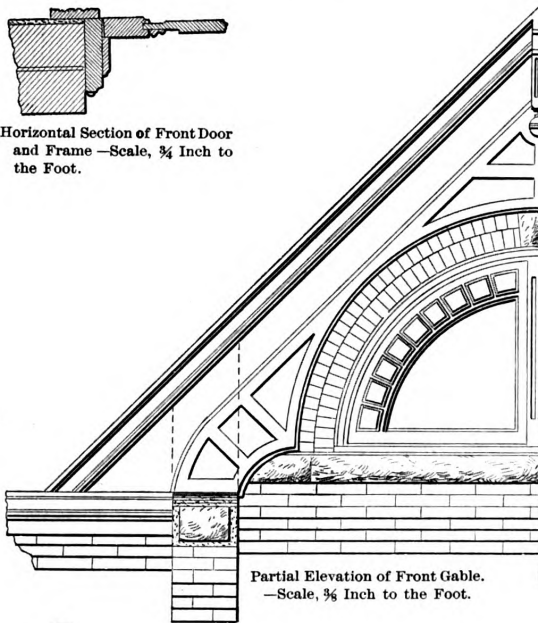 Horizontal Section of Front Door
and Frame —Scale, ¾ Inch to
the Foot.
Partial Elevation of Front Gable.
—Scale, ⅜ Inch to the Foot.